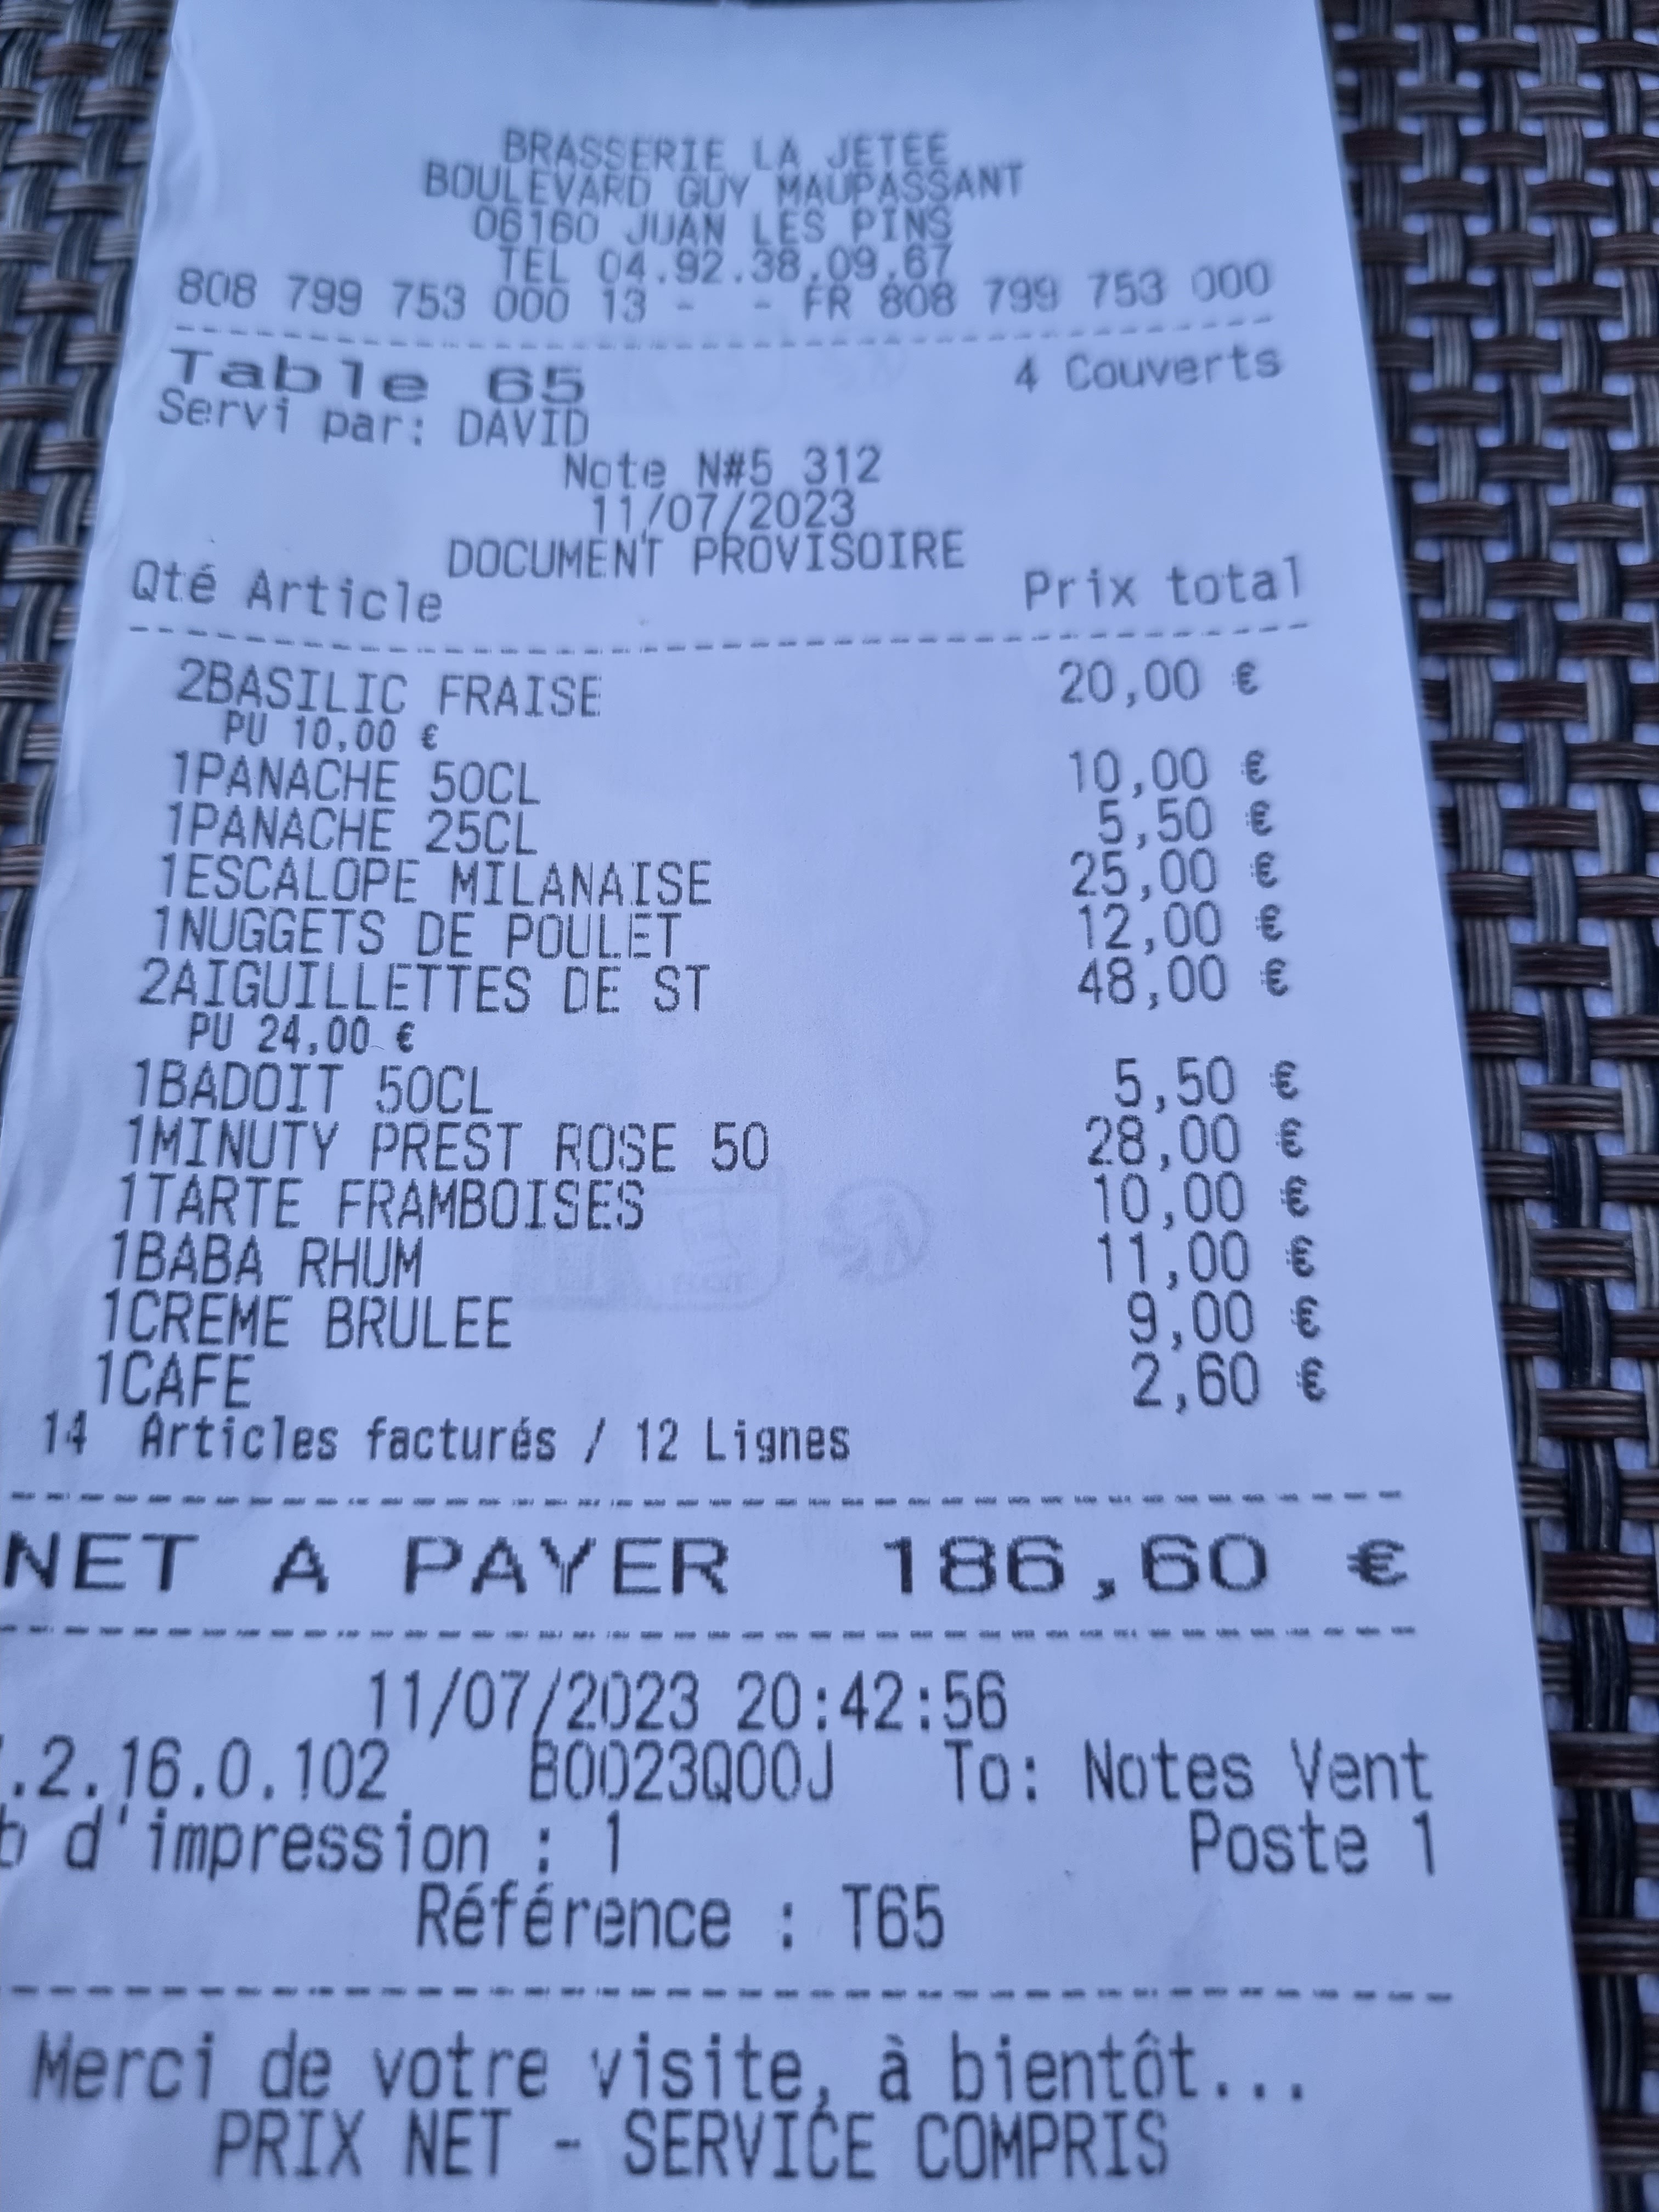 BRASSERIE LA JETEE
BOULEVARD GUY MAUPASSANT
06160 JUAN LES PINS
TEL 04.92.38.09.67
808 799 753 000 13 - - FR 808 799 753 000
Table 65 4 Couverts
Servi par: DAVID
Note N#5 312
11/07/2023
DOCUMENT PROVISOIRE
Qté Article Prix total
2BASILIC FRAISE 20,00 €
PU 10,00 €
1PANACHE 50CL 10,00 €
1PANACHE 25CL 5,50 €
1ESCALOPE MILANAISE 25,00 €
1NUGGETS DE POULET 12,00 €
2AIGUILLETTES DE ST 48,00 €
PU 24,00 €
1BADOIT 50CL 5,50 €
1MINUTY PREST ROSE 50 28,00 €
1TARTE FRAMBOISES 10,00 €
1BABA RHUM 11,00 €
1CREME BRULEE 9,00 €
1CAFE 2,60 €
14 Articles facturés / 12 Lignes
NET A PAYER 186,60 €
11/07/2023 20:42:56
.2.16.0.102 B0023Q00J To: Notes Vent
b d'impression : 1 Poste 1
Référence : T65
Merci de votre visite, à bientôt...
PRIX NET - SERVICE COMPRIS